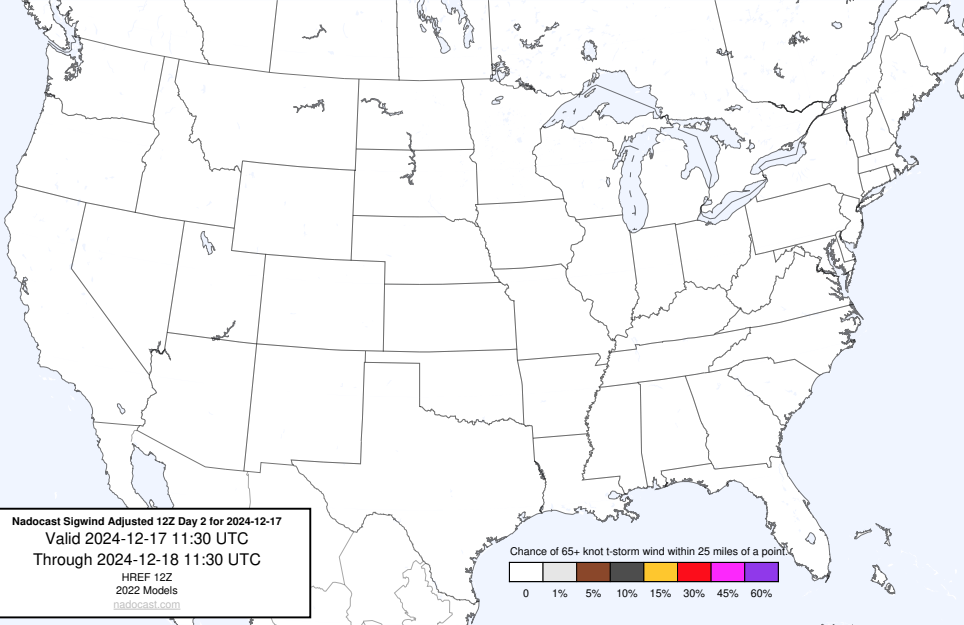 Nadocast Sigwind Adjusted 12Z Day 2 for 2024-12-17
Valid 2024-12-17 11:30 UTC
Through 2024-12-18 11:30 UTC
HREF 12Z
2022 Models
nadocast.com
Chance of 65+ knot t-storm wind within 25 miles of a point.
0 1% 5% 10% 15% 30% 45% 60%